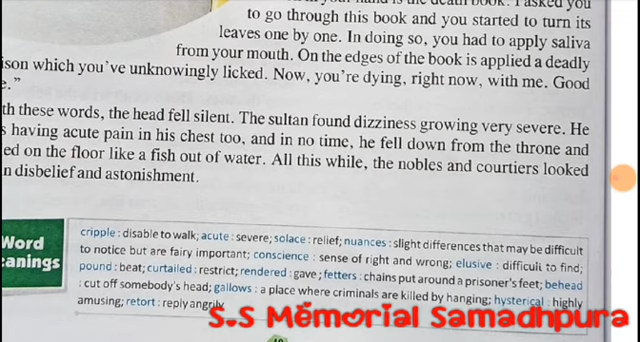 to go through this book and you started to turn its
leaves one by one. In doing so, you had to apply saliva
from your mouth. On the edges of the book is applied a deadly
ison which you've unknowingly licked. Now, you're dying, right now, with me. Good
e."
th these words, the head fell silent. The sultan found dizziness growing very severe. He
s having acute pain in his chest too, and in no time, he fell down from the throne and
ed on the floor like a fish out of water. All this while, the nobles and courtiers looked
n disbelief and astonishment.
Word
eanings
cripple : disable to walk; acute : severe; solace : relief; nuances : slight differences that may be difficult
to notice but are fairy important; conscience : sense of right and wrong; elusive : difficult to find;
pound : beat; curtailed : restrict; rendered : gave; fetters : chains put around a prisoner's feet; behead
: cut off somebody's head; gallows : a place where criminals are killed by hanging; hysterical : highly
amusing; retort : reply angrily
S.S Memorial Samadhpura